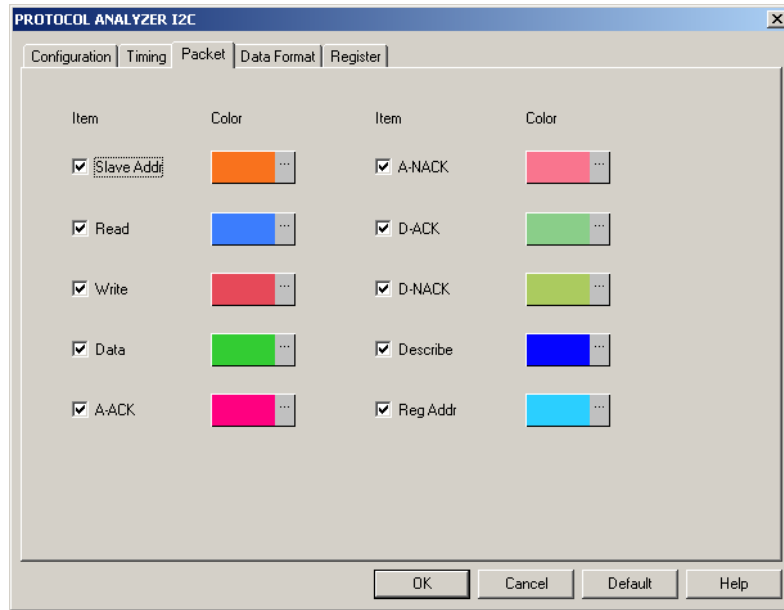 PROTOCOL ANALYZER I2C
Configuration Timing Packet Data Format Register
Item Color Item Color
Slave Addr ... A-NACK ...
Read ... D-ACK ...
Write ... D-NACK ...
Data ... Describe ...
A-ACK ... Reg Addr ...
OK Cancel Default Help